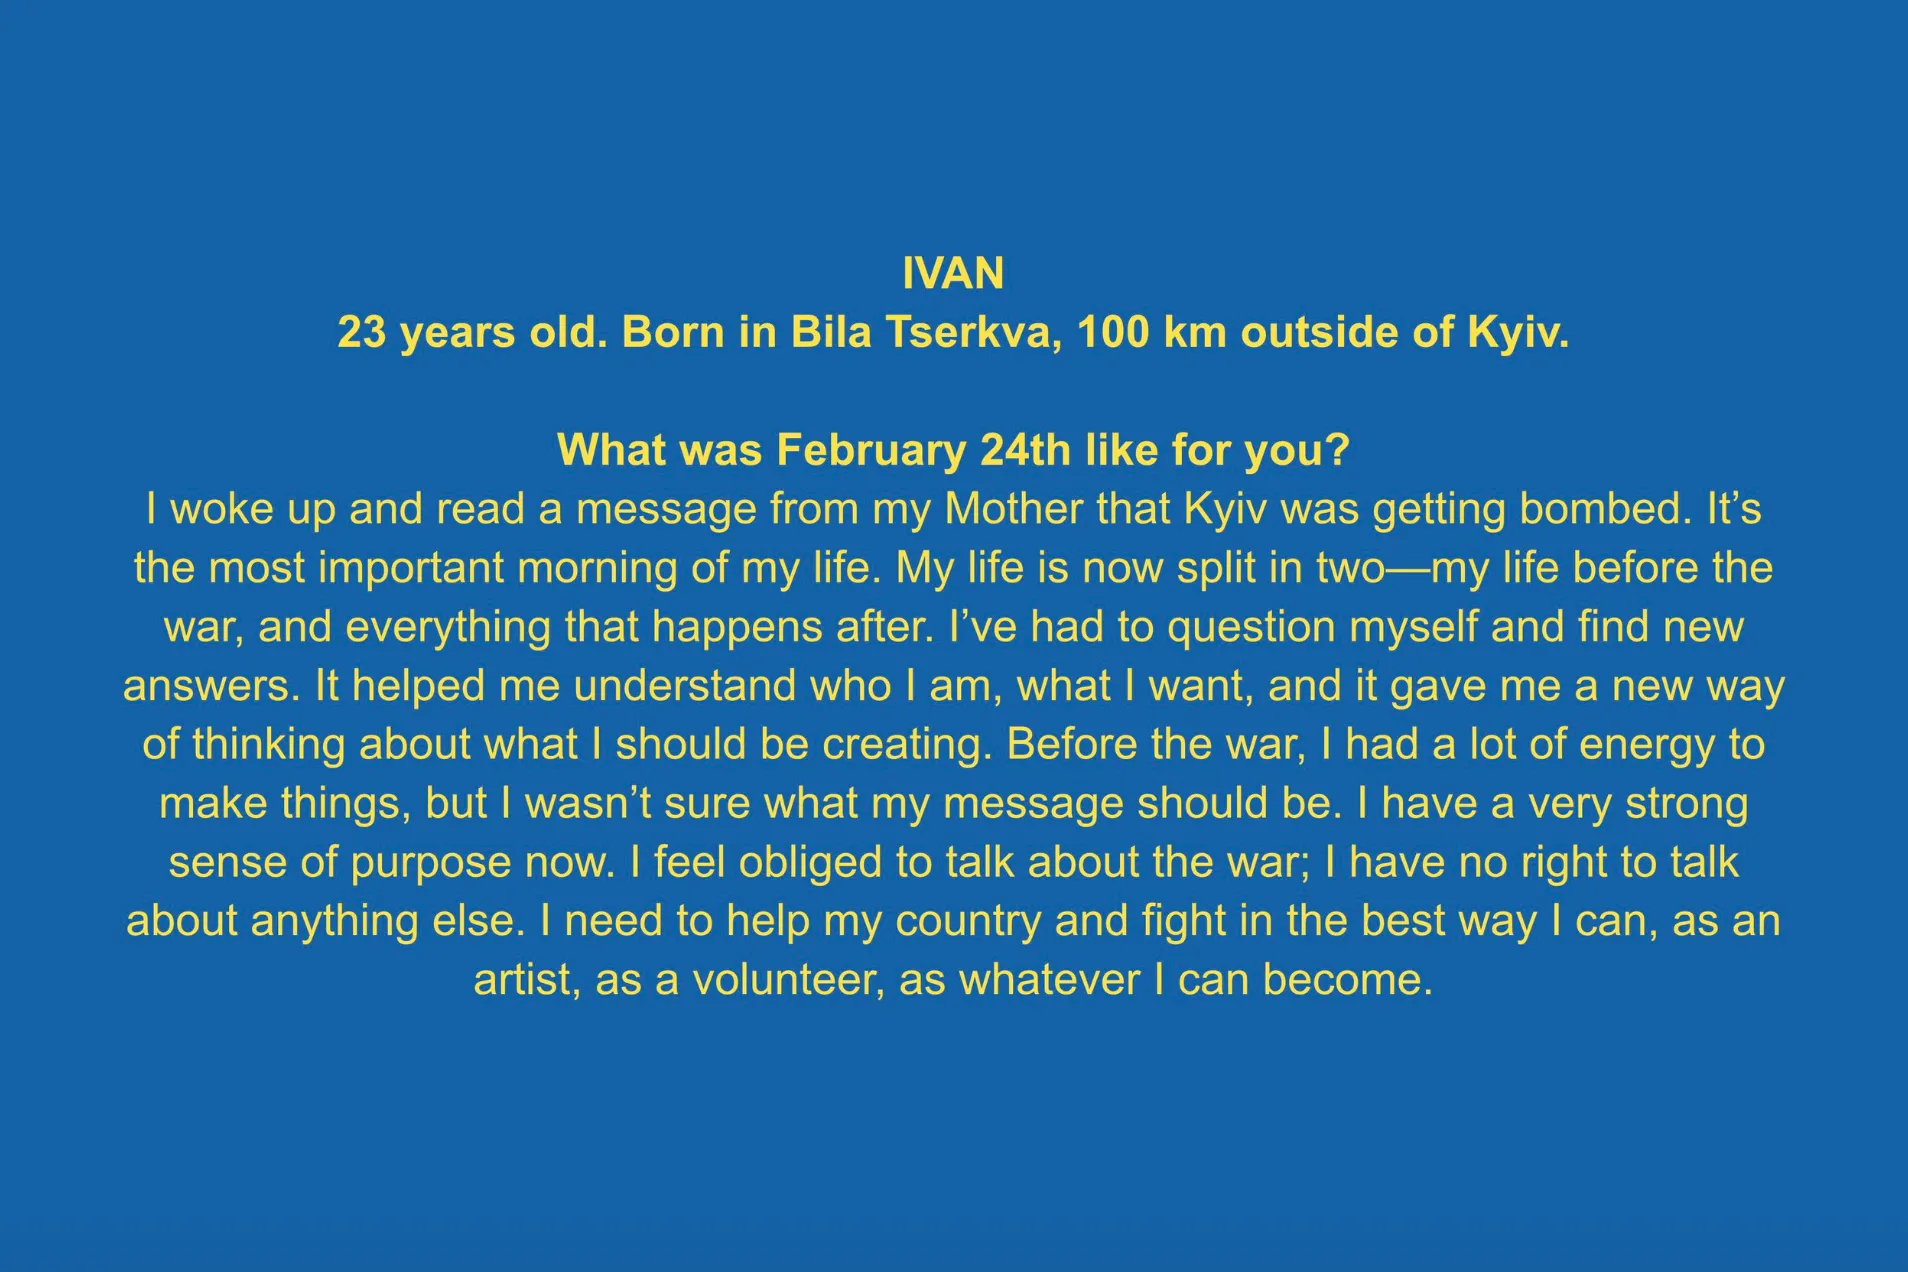 IVAN
23 years old. Born in Bila Tserkva, 100 km outside of Kyiv.
What was February 24th like for you?
I woke up and read a message from my Mother that Kyiv was getting bombed. It’s
the most important morning of my life. My life is now split in two—my life before the
war, and everything that happens after. I’ve had to question myself and find new
answers. It helped me understand who I am, what I want, and it gave me a new way
of thinking about what I should be creating. Before the war, I had a lot of energy to
make things, but I wasn’t sure what my message should be. I have a very strong
sense of purpose now. I feel obliged to talk about the war; I have no right to talk
about anything else. I need to help my country and fight in the best way I can, as an
artist, as a volunteer, as whatever I can become.